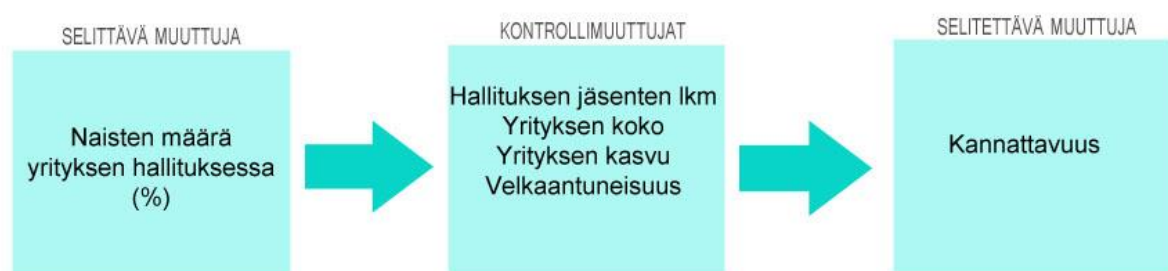 SELITTÄVÄ MUUTTUJA
Naisten määrä
yrityksen hallituksessa
(%)
KONTROLLIMUUTTUJAT
Hallituksen jäsenten lkm
Yrityksen koko
Yrityksen kasvu
Velkaantuneisuus
SELITETTÄVÄ MUUTTUJA
Kannattavuus